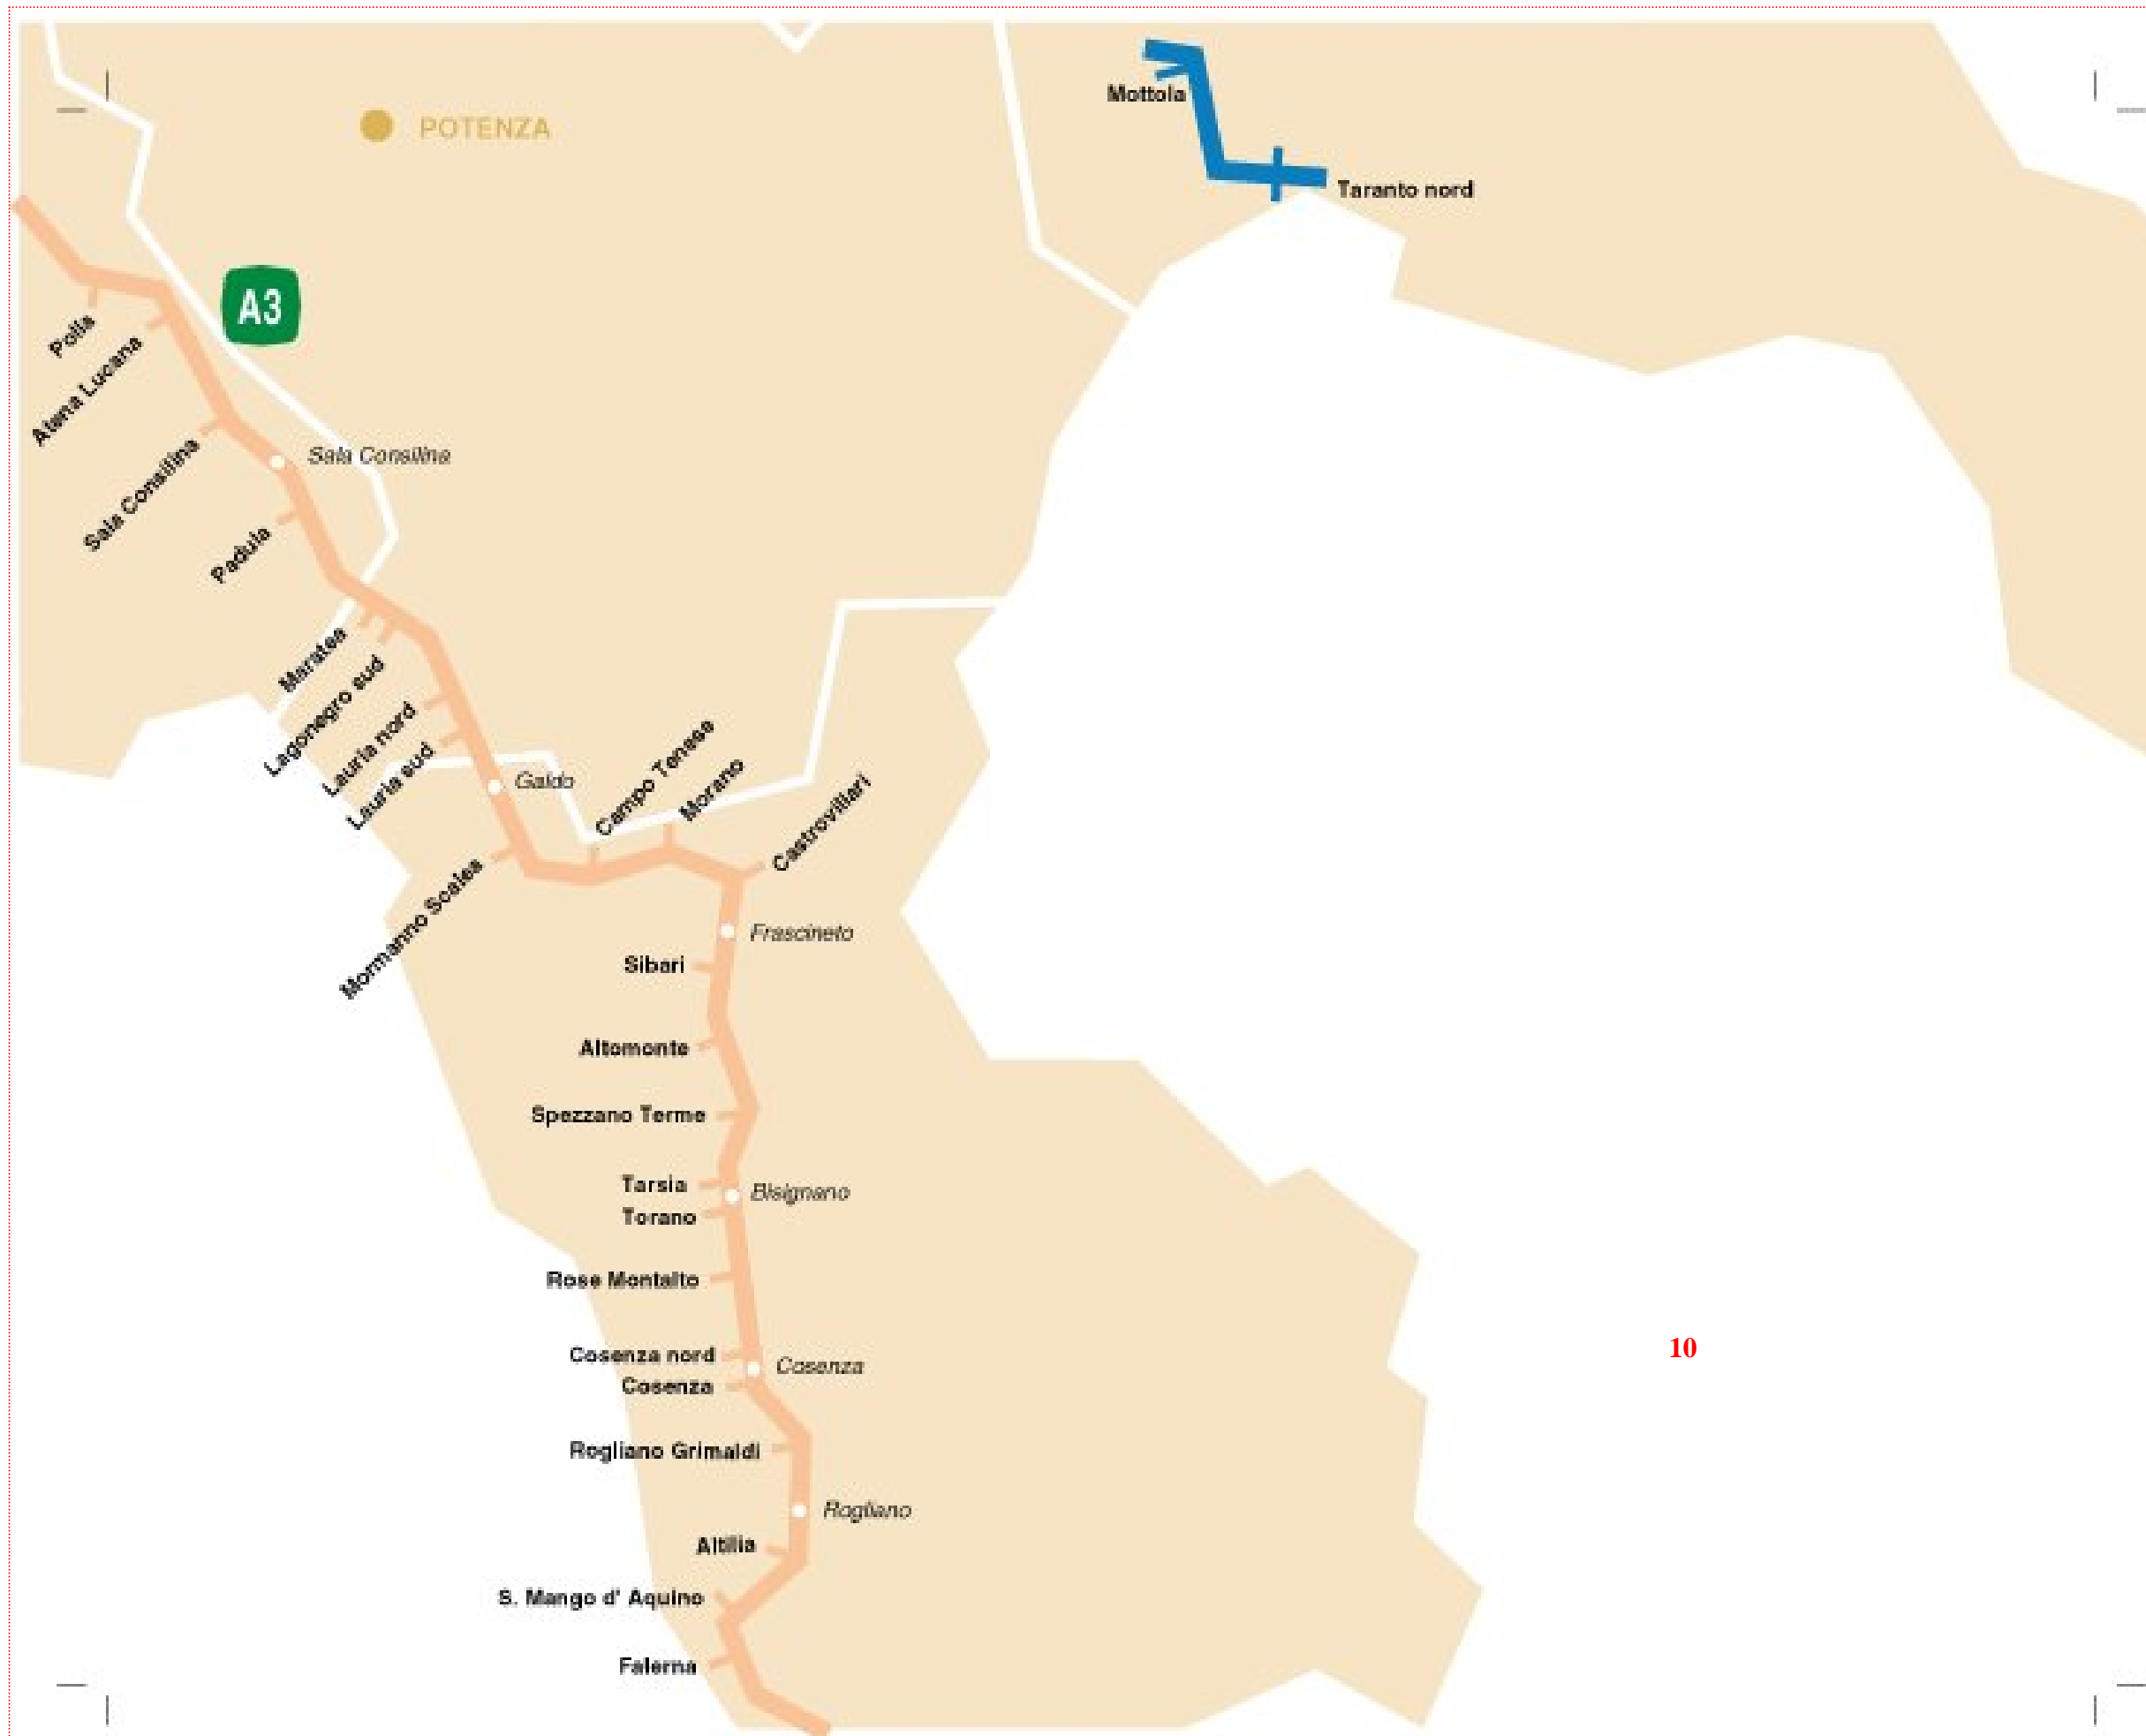 Mottola
POTENZA
Taranto nord
A3
Polla
Atena Lucana
Sala Consilina
Sala Consilina
Padula
Maratea
Lagonegro sud
Lauria nord
Lauria sud
Galdo
Campo Tenese
Morano
Castrovillari
Mormanno Scalea
Frascineto
Sibari
Altomonte
Spezzano Terme
Tarsia
Bisignano
Torano
Rose Montalto
10
Cosenza nord
Cosenza
Cosenza
Rogliano Grimaldi
Rogliano
Altilia
S. Mango d' Aquino
Falerna